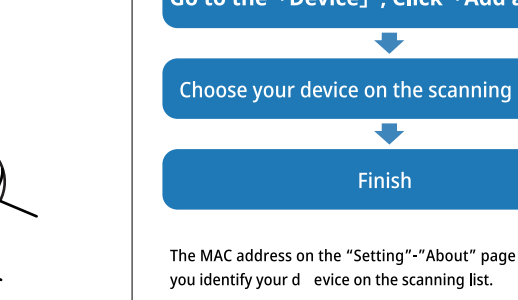 Go to the "Device」, Click "Add a
Choose your device on the scanning
Finish
The MAC address on the “Setting”-”About” page
you identify your d evice on the scanning list.